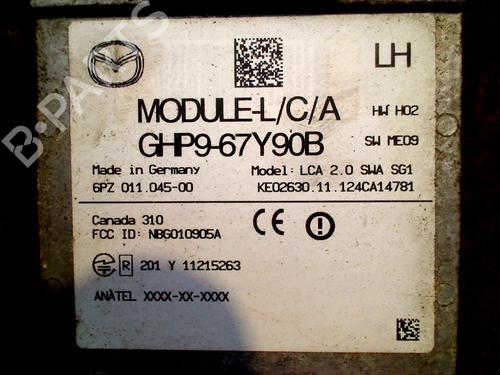 LH
MODULE-L/C/A
HW H02
GHP9-67Y90B
SW ME09
Made in Germany
Model: LCA 2.0 SWA SG1
6PZ 011.045-00
KE02630.11.124CA14781
Canada 310
FCC ID: NBG010905A
CE
R 201 Y 11215263
ANATEL XXXX-XX-XXXX
B-PARTS